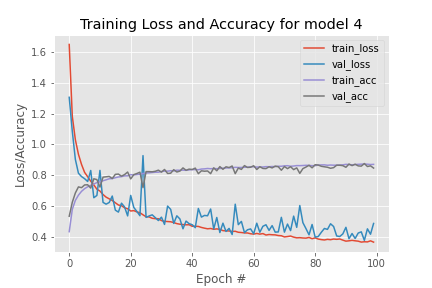 Training Loss and Accuracy for model 4
train_loss
val_loss
train_acc
val_acc
1.6
1.4
1.2
1.0
0.8
0.6
0.4
Loss/Accuracy
0 20 40 60 80 100
Epoch #